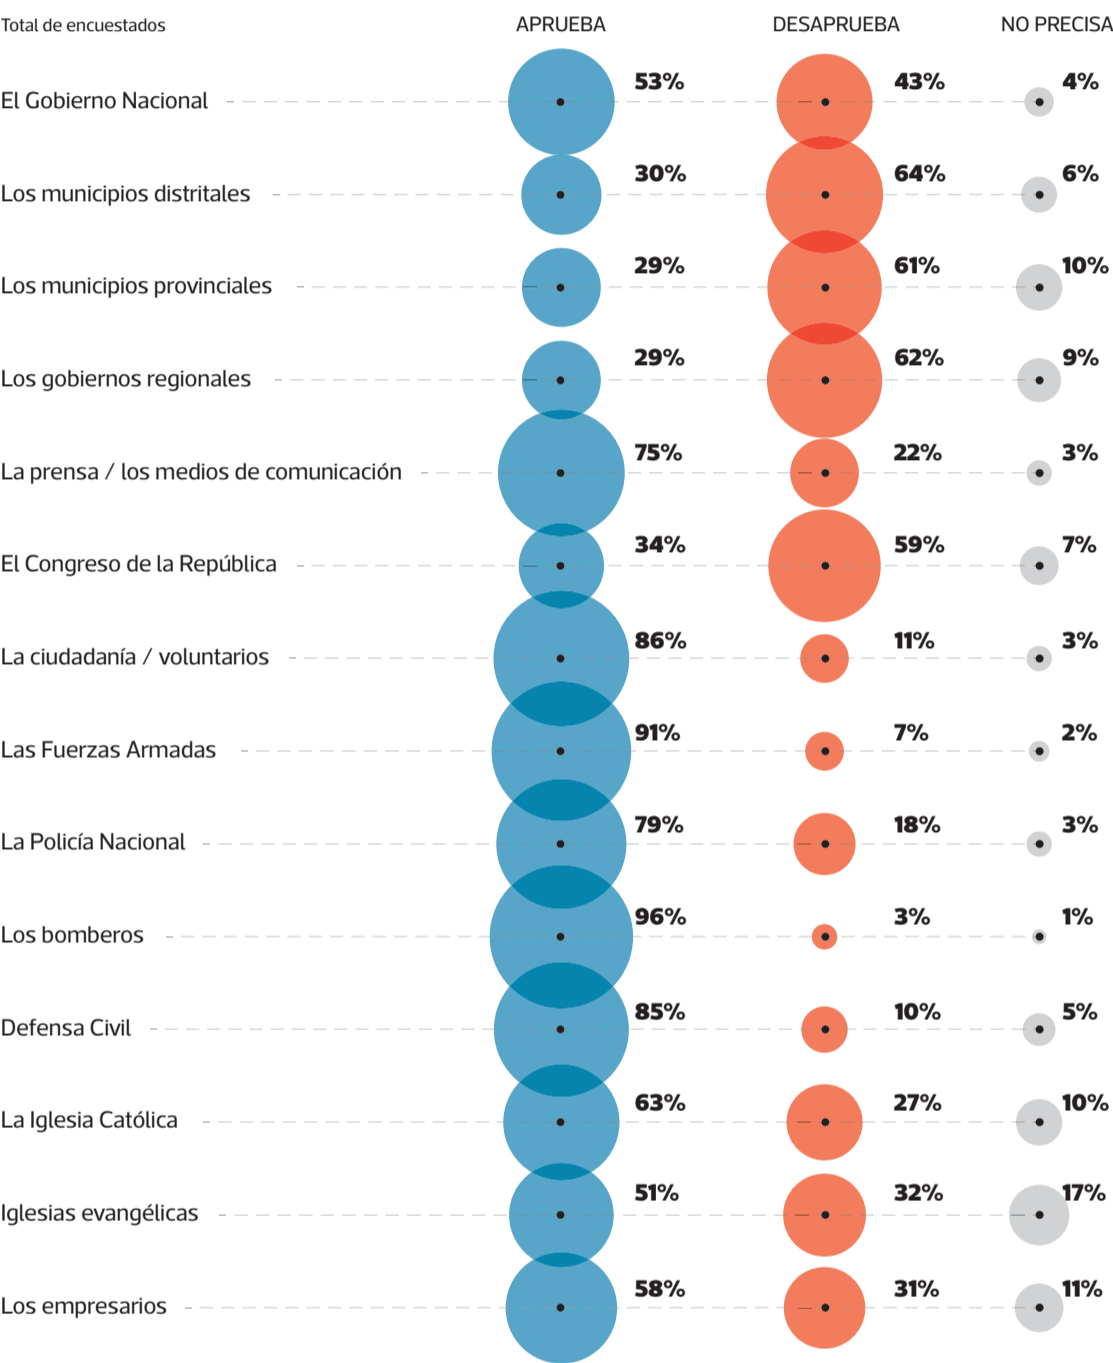 Total de encuestados APRUEBA DESAPRUEBA NO PRECISA
El Gobierno Nacional 53% 43% 4%
Los municipios distritales 30% 64% 6%
Los municipios provinciales 29% 61% 10%
Los gobiernos regionales 29% 62% 9%
La prensa / los medios de comunicación 75% 22% 3%
El Congreso de la República 34% 59% 7%
La ciudadanía / voluntarios 86% 11% 3%
Las Fuerzas Armadas 91% 7% 2%
La Policía Nacional 79% 18% 3%
Los bomberos 96% 3% 1%
Defensa Civil 85% 10% 5%
La Iglesia Católica 63% 27% 10%
Iglesias evangélicas 51% 32% 17%
Los empresarios 58% 31% 11%